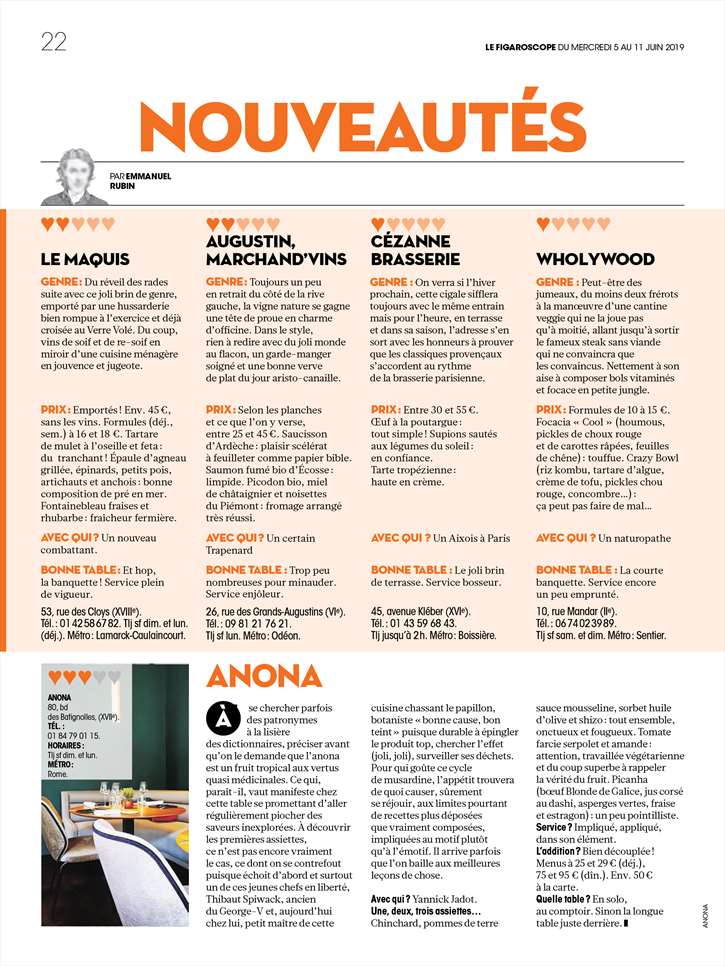 22
LE FIGAROSCOPE DU MERCREDI 5 AU 11 JUIN 2019
NOUVEAUTÉS
PAR EMMANUEL
RUBIN
LE MAQUIS
GENRE : Du réveil des rades
suite avec ce joli brin de genre,
emporté par une hussarderie
bien rompue à l'exercice et déjà
croisée au Verre Volé. Du coup,
vins de soif et de re-soif en
miroir d'une cuisine ménagère
en jouvence et jugeote.
PRIX : Emportés ! Env. 45 €,
sans les vins. Formules (déj.,
sem.) à 16 et 18 €. Tartare
de mulet à l'oseille et feta :
du tranchant ! Épaule d'agneau
grillée, épinards, petits pois,
artichauts et anchois : bonne
composition de pré en mer.
Fontainebleau fraises et
rhubarbe : fraîcheur fermière.
AVEC QUI ? Un nouveau
combattant.
BONNE TABLE : Et hop,
la banquette ! Service plein
de vigueur.
53, rue des Cloys (XVIIIe).
Tél. : 01 42 58 67 82. Tlj sf dim. et lun.
(déj.). Métro : Lamarck-Caulaincourt.
AUGUSTIN,
MARCHAND'VINS
GENRE : Toujours un peu
en retrait du côté de la rive
gauche, la vigne nature se gagne
une tête de proue en charme
d'officine. Dans le style,
rien à redire avec du joli monde
au flacon, un garde-manger
soigné et une bonne verve
de plat du jour aristo-canaille.
PRIX : Selon les planches
et ce que l'on y verse,
entre 25 et 45 €. Saucisson
d'Ardèche : plaisir scélérat
à feuilleter comme papier bible.
Saumon fumé bio d'Écosse :
limpide. Picodon bio, miel
de châtaignier et noisettes
du Piémont : fromage arrangé
très réussi.
AVEC QUI ? Un certain
Trapenard
BONNE TABLE : Trop peu
nombreuses pour minauder.
Service enjôleur.
26, rue des Grands-Augustins (VIe).
Tél. : 09 81 21 76 21.
Tlj sf lun. Métro : Odéon.
CÉZANNE
BRASSERIE
GENRE : On verra si l'hiver
prochain, cette cigale sifflera
toujours avec le même entrain
mais pour l'heure, en terrasse
et dans sa saison, l'adresse s'en
sort avec les honneurs à prouver
que les classiques provençaux
s'accordent au rythme
de la brasserie parisienne.
PRIX : Entre 30 et 55 €.
Œuf à la poutargue :
tout simple ! Supions sautés
aux légumes du soleil :
en confiance.
Tarte tropézienne :
haute en crème.
AVEC QUI ? Un Aixois à Paris
BONNE TABLE : Le joli brin
de terrasse. Service bosseur.
45, avenue Kléber (XVIe).
Tél. : 01 43 59 68 43.
Tlj jusqu'à 2h. Métro : Boissière.
WHOLYWOOD
GENRE : Peut-être des
jumeaux, du moins deux frérots
à la manœuvre d'une cantine
veggie qui ne la joue pas
qu'à moitié, allant jusqu'à sortir
le fameux steak sans viande
qui ne convaincra que
les convaincus. Nettement à son
aise à composer bols vitaminés
et focace en petite jungle.
PRIX : Formules de 10 à 15 €.
Focacia « Cool » (houmous,
pickles de choux rouge
et de carottes râpées, feuilles
de chêne) : touffue. Crazy Bowl
(riz kombu, tartare d'algue,
crème de tofu, pickles chou
rouge, concombre...) :
ça peut pas faire de mal...
AVEC QUI ? Un naturopathe
BONNE TABLE : La courte
banquette. Service encore
un peu emprunté.
10, rue Mandar (IIe).
Tél. : 06 74 02 39 89.
Tlj sf sam. et dim. Métro : Sentier.
ANONA
80, bd
des Batignolles, (XVIIe).
TÉL. :
01 84 79 01 15.
HORAIRES :
Tlj sf dim. et lun.
MÉTRO :
Rome.
ANONA
À se chercher parfois
des patronymes
à la lisière
des dictionnaires, préciser avant
qu'on le demande que l'anona
est un fruit tropical aux vertus
quasi médicinales. Ce qui,
paraît-il, vaut manifeste chez
cette table se promettant d'aller
régulièrement piocher des
saveurs inexplorées. À découvrir
les premières assiettes,
ce n'est pas encore vraiment
le cas, ce dont on se contrefout
puisque échoit d'abord et surtout
un de ces jeunes chefs en liberté,
Thibaut Spiwack, ancien
du George-V et, aujourd'hui
chez lui, petit maître de cette
cuisine chassant le papillon,
botaniste « bonne cause, bon
teint » puisque durable à épingler
le produit top, chercher l'effet
(joli, joli), surveiller ses déchets.
Pour qui goûte ce cycle
de musardine, l'appétit trouvera
de quoi causer, sûrement
se réjouir, aux limites pourtant
de recettes plus déposées
que vraiment composées,
impliquées au motif plutôt
qu'à l'émotif. Il arrive parfois
que l'on baille aux meilleures
leçons de chose.
Avec qui ? Yannick Jadot.
Une, deux, trois assiettes...
Chinchard, pommes de terre
sauce mousseline, sorbet huile
d'olive et shizo : tout ensemble,
onctueux et fougueux. Tomate
farcie serpolet et amande :
attention, travaillée végétarienne
et du coup superbe à rappeler
la vérité du fruit. Picanha
(bœuf Blonde de Galice, jus corsé
au dashi, asperges vertes, fraise
et estragon) : un peu pointilliste.
Service ? Impliqué, appliqué,
dans son élément.
L'addition ? Bien découplée !
Menus à 25 et 29 € (déj.),
75 et 95 € (din.). Env. 50 €
à la carte.
Quelle table ? En solo,
au comptoir. Sinon la longue
table juste derrière.
ANONA